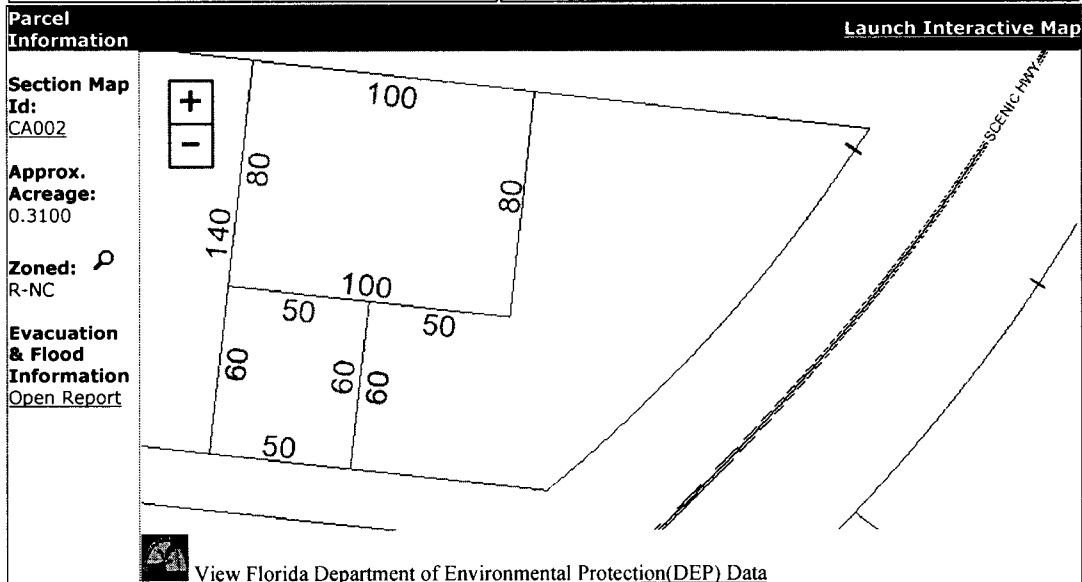 Parcel
Information
Launch Interactive Map
Section Map
Id:
CA002
Approx.
Acreage:
0.3100
Zoned:
R-NC
Evacuation
& Flood
Information
Open Report
+
−
100
80
80
140
100
50
50
60
60
60
50
SCENIC HWY
View Florida Department of Environmental Protection(DEP) Data